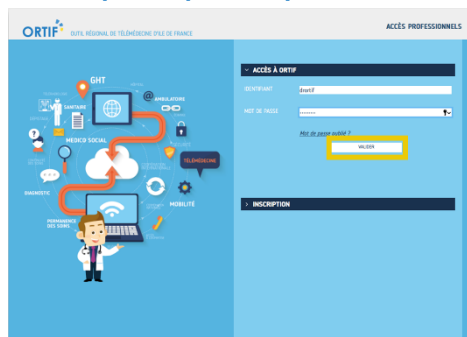 ORTIF OUTIL RÉGIONAL DE TÉLÉMÉDECINE D'ILE DE FRANCE
ACCÈS PROFESSIONNELS
GHT
SANITAIRE
@ AMBULATOIRE
MEDICO SOCIAL
TÉLÉMÉDECINE
DIAGNOSTIC
MOBILITÉ
PERMANENCE
DES SOINS
ACCÈS À ORTIF
IDENTIFIANT
MOT DE PASSE .......
Mot de passe oublié ?
VALIDER
> INSCRIPTION